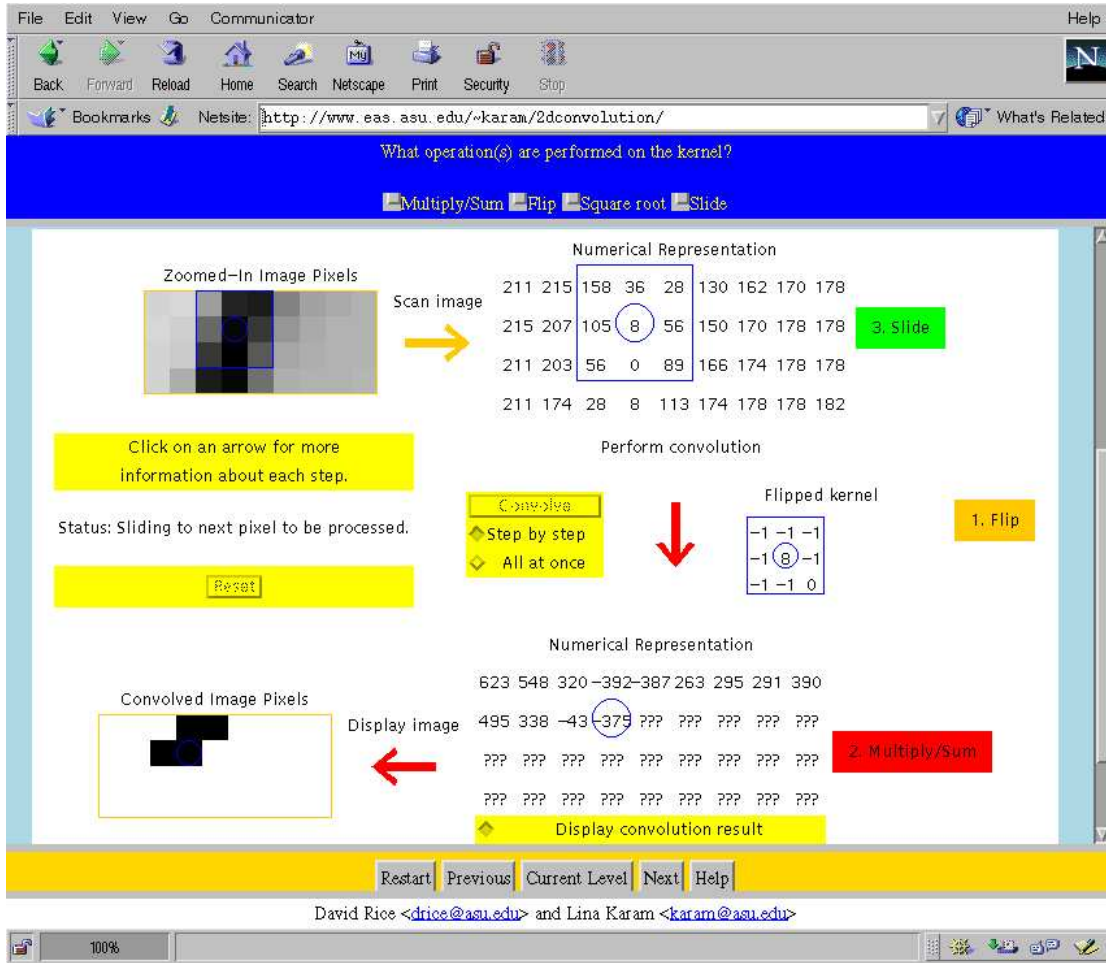 File Edit View Go Communicator Help
Back Forward Reload Home Search Netscape Print Security Stop
My
N
Bookmarks Netsite: http://www.eas.asu.edu/~karam/2dconvolution/ What's Related
What operation(s) are performed on the kernel?
Multiply/Sum Flip Square root Slide
Numerical Representation
Zoomed-In Image Pixels
Scan image
211 215 158 36 28 130 162 170 178
215 207 105 8 56 150 170 178 178
3. Slide
211 203 56 0 89 166 174 178 178
211 174 28 8 113 174 178 178 182
Click on an arrow for more
information about each step.
Perform convolution
Status: Sliding to next pixel to be processed.
Convolve
Step by step
All at once
Flipped kernel
-1 -1 -1
-1 8 -1
-1 -1 0
1. Flip
Reset
Numerical Representation
623 548 320 -392 -387 263 295 291 390
Convolved Image Pixels
Display image
495 338 -43 -375 ??? ??? ??? ??? ???
??? ??? ??? ??? ??? ??? ??? ??? ???
2. Multiply/Sum
??? ??? ??? ??? ??? ??? ??? ??? ???
Display convolution result
Restart Previous Current Level Next Help
David Rice <drice@asu.edu> and Lina Karam <karam@asu.edu>
100%